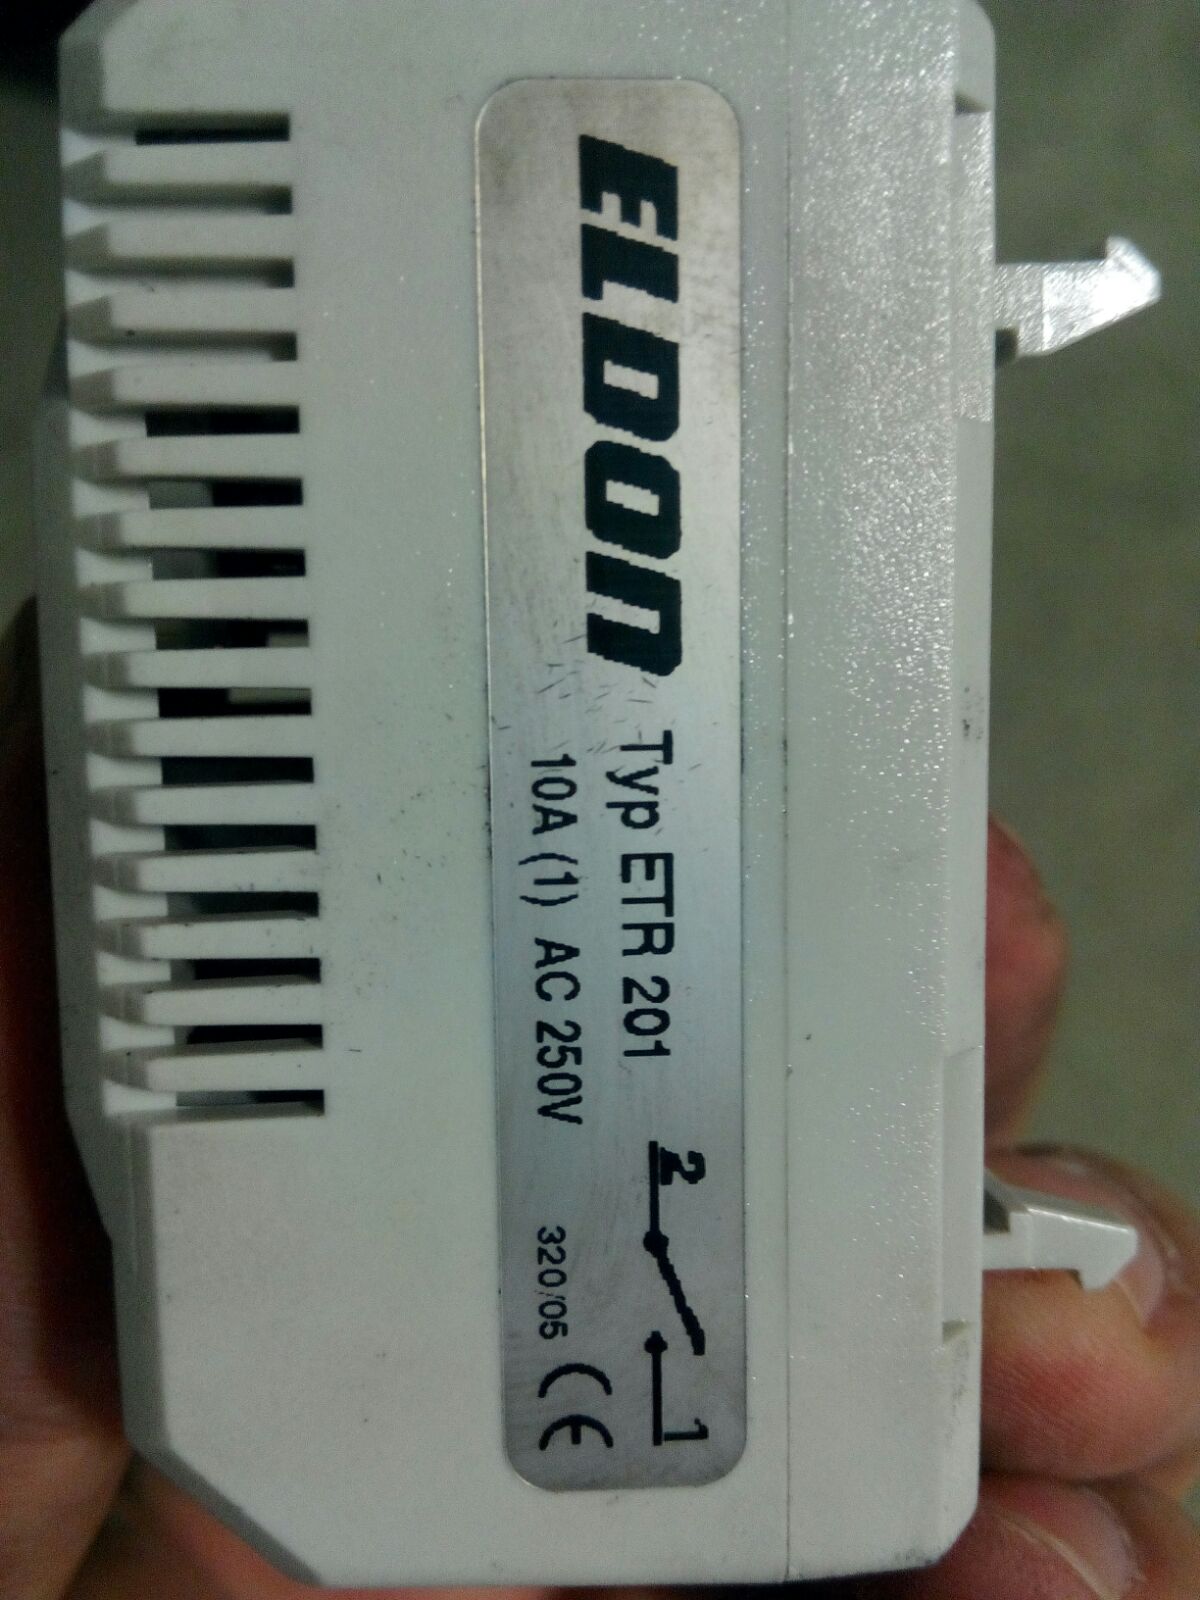 ELDON
Typ ETR 201
10A (1) AC 250V
2 1
320/05 CE